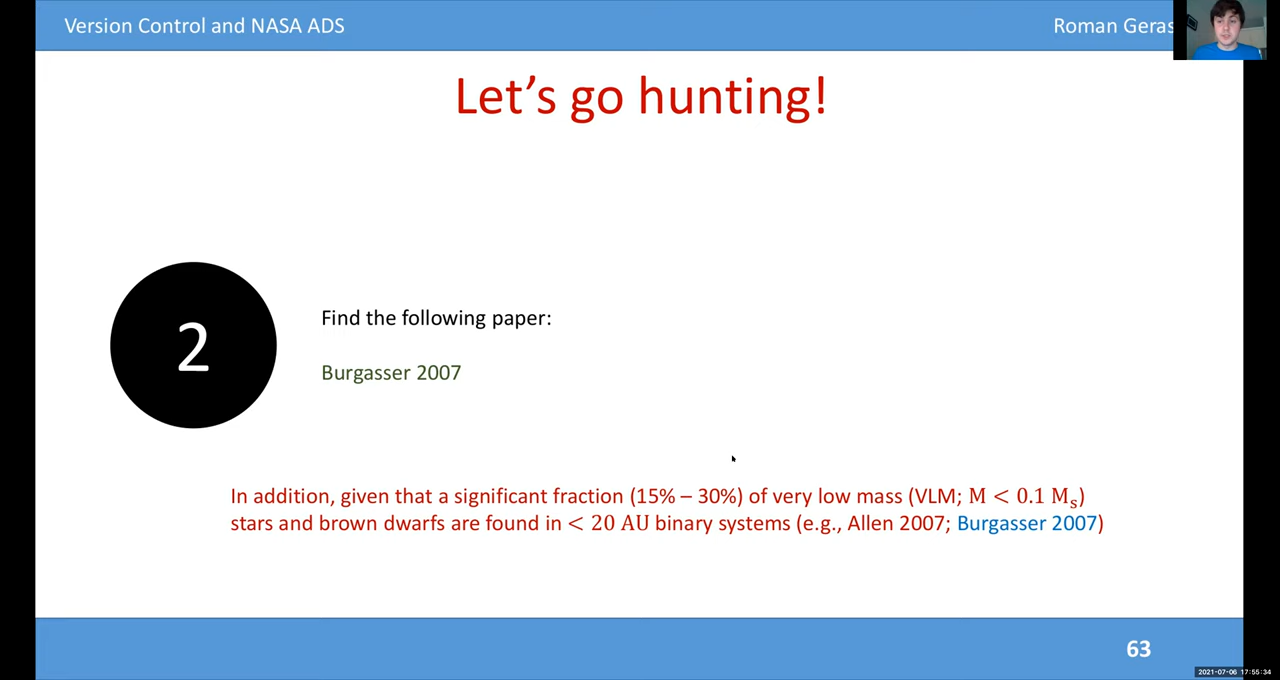 Version Control and NASA ADS
Roman Geras
Let's go hunting!
2
Find the following paper:
Burgasser 2007
In addition, given that a significant fraction (15% – 30%) of very low mass (VLM; M < 0.1 Mₛ)
stars and brown dwarfs are found in < 20 AU binary systems (e.g., Allen 2007; Burgasser 2007)
63
2021-07-06 17:55:34